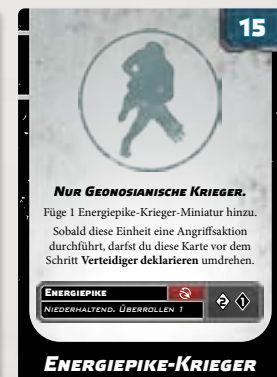 15
Nur Geonosianische Krieger.
Füge 1 Energiepike-Krieger-Miniatur hinzu.
Sobald diese Einheit eine Angriffsaktion
durchführt, darfst du diese Karte vor dem
Schritt Verteidiger deklarieren umdrehen.
Energiepike
2 1
Niederhaltend, Überrollen 1
Energiepike-Krieger